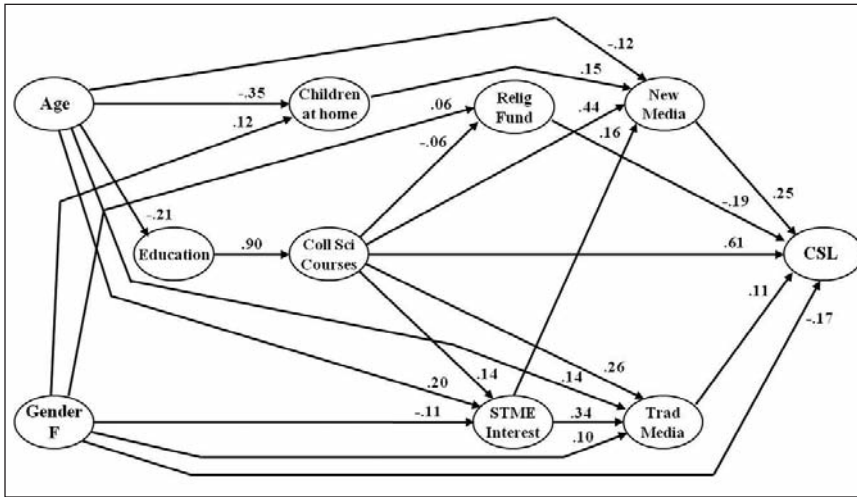 -.12
Age
-.35
Children
at home
.15
Relig
Fund
New
Media
.06
.44
.12
.16
-.06
-.21
-.19
.25
Education
.90
Coll Sci
Courses
.61
CSL
.11
-.17
.14
.26
.20
.14
Gender
F
-.11
STME
Interest
.34
Trad
Media
.10